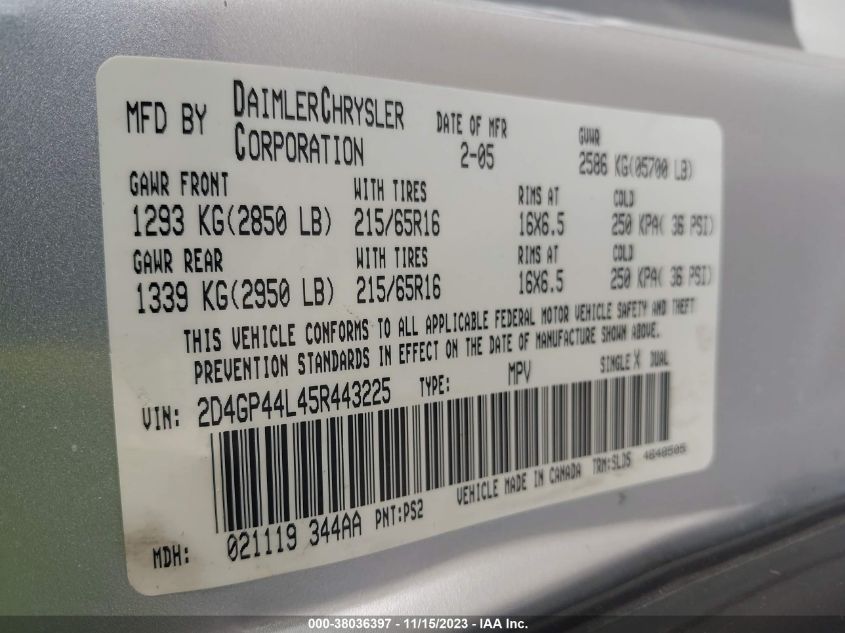 MFD BY DAIMLERCHRYSLER CORPORATION DATE OF MFR 2-05 GVWR 2586 KG(05700 LB)
GAWR FRONT WITH TIRES RIMS AT COLD
1293 KG(2850 LB) 215/65R16 16X6.5 250 KPA( 36 PSI)
GAWR REAR WITH TIRES RIMS AT COLD
1339 KG(2950 LB) 215/65R16 16X6.5 250 KPA( 36 PSI)
THIS VEHICLE CONFORMS TO ALL APPLICABLE FEDERAL MOTOR VEHICLE SAFETY AND THEFT
PREVENTION STANDARDS IN EFFECT ON THE DATE OF MANUFACTURE SHOWN ABOVE.
VIN: 2D4GP44L45R443225 TYPE: MPV SINGLE X DUAL
MDH: 021119 344AA PNT:PS2 VEHICLE MADE IN CANADA TRM:SLD5 4648505
000-38036397 - 11/15/2023 - IAA Inc.